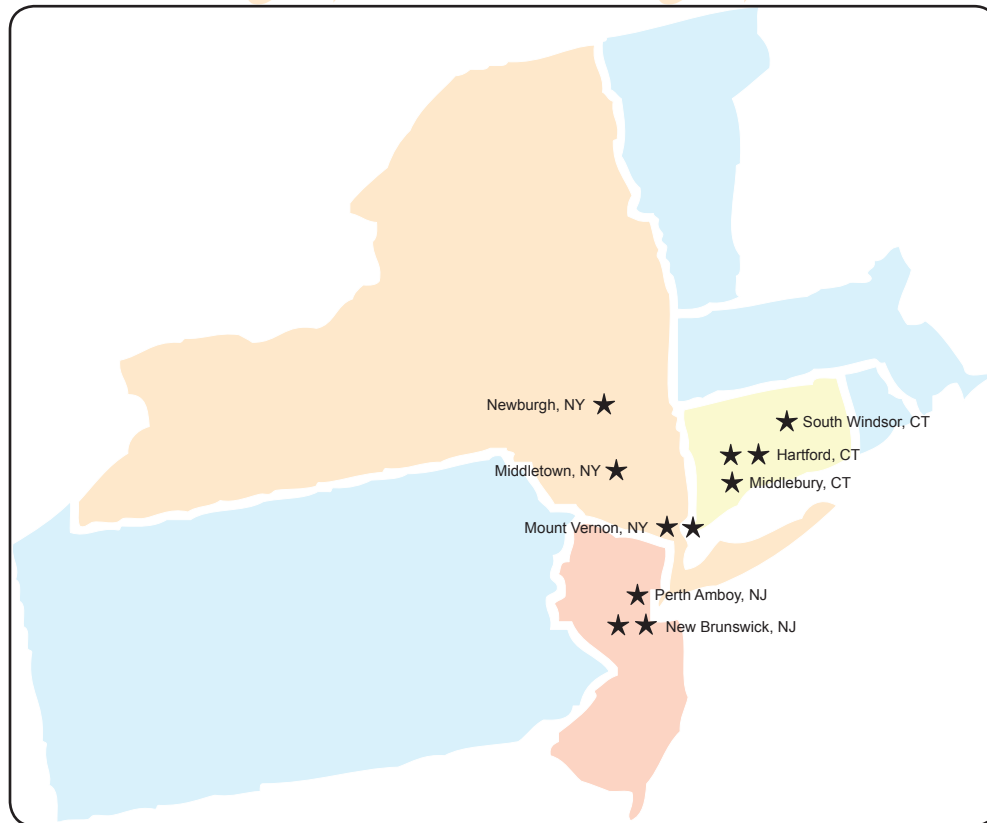 Newburgh, NY
South Windsor, CT
Hartford, CT
Middletown, NY
Middlebury, CT
Mount Vernon, NY
Perth Amboy, NJ
New Brunswick, NJ